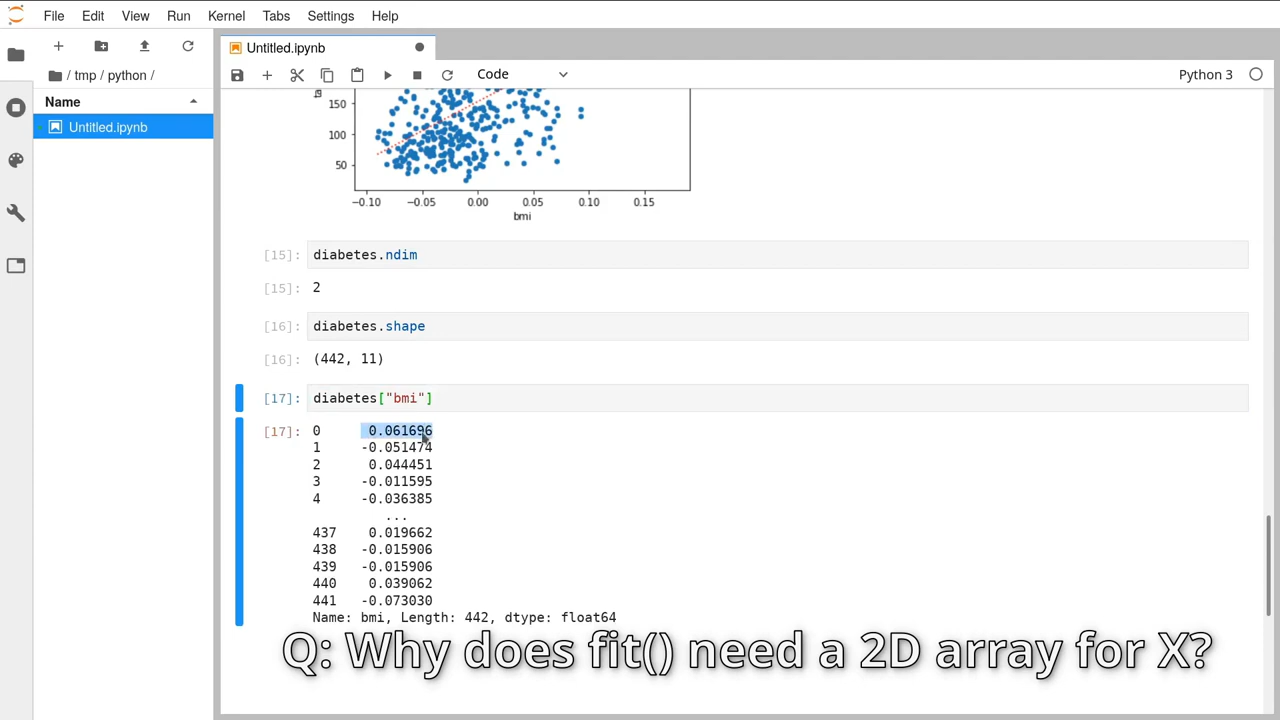 File Edit View Run Kernel Tabs Settings Help
Untitled.ipynb
Code
Python 3
/ tmp / python /
Name
Untitled.ipynb
150
100
50
−0.10 −0.05 0.00 0.05 0.10 0.15
bmi
[15]: diabetes.ndim
[15]: 2
[16]: diabetes.shape
[16]: (442, 11)
[17]: diabetes["bmi"]
[17]: 0 0.061696
1 -0.051474
2 0.044451
3 -0.011595
4 -0.036385
...
437 0.019662
438 -0.015906
439 -0.015906
440 0.039062
441 -0.073030
Name: bmi, Length: 442, dtype: float64
Q: Why does fit() need a 2D array for X?